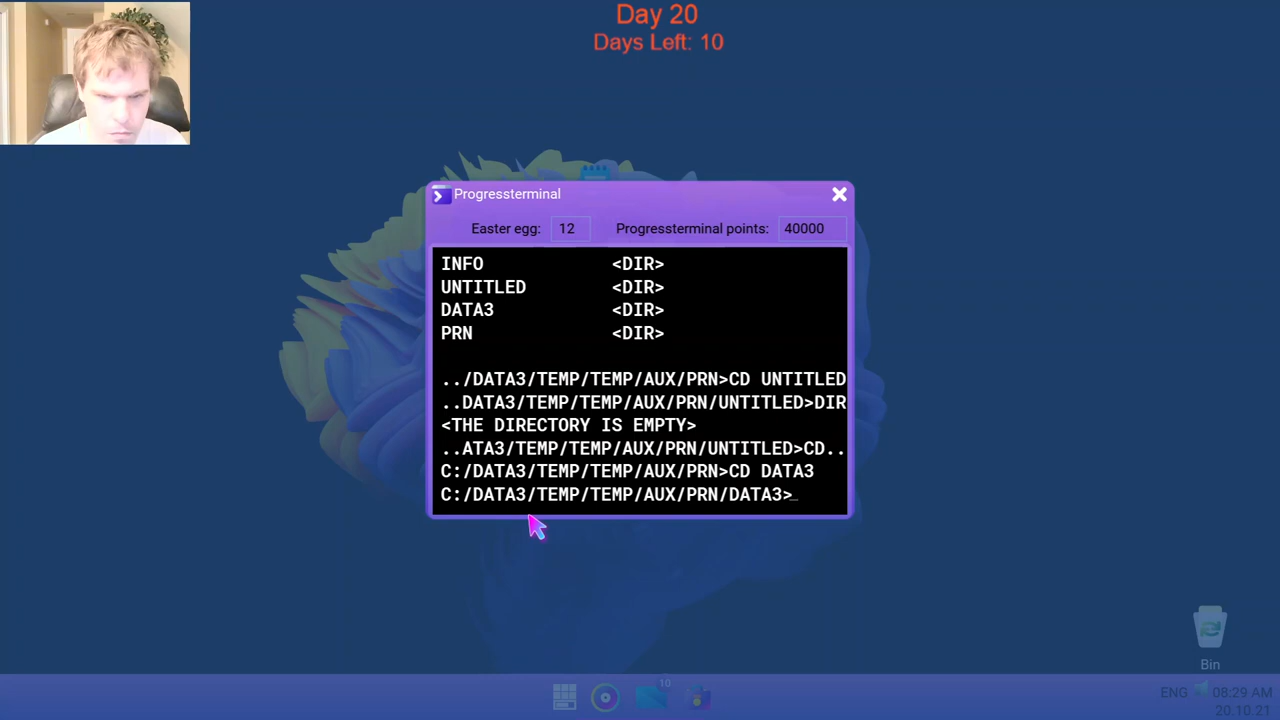 Day 20
Days Left: 10
Progressterminal
Easter egg: 12 Progressterminal points: 40000
INFO <DIR>
UNTITLED <DIR>
DATA3 <DIR>
PRN <DIR>
../DATA3/TEMP/TEMP/AUX/PRN>CD UNTITLED
..DATA3/TEMP/TEMP/AUX/PRN/UNTITLED>DIR
<THE DIRECTORY IS EMPTY>
..ATA3/TEMP/TEMP/AUX/PRN/UNTITLED>CD..
C:/DATA3/TEMP/TEMP/AUX/PRN>CD DATA3
C:/DATA3/TEMP/TEMP/AUX/PRN/DATA3>_
Bin
10
ENG 08:29 AM
20.10.21